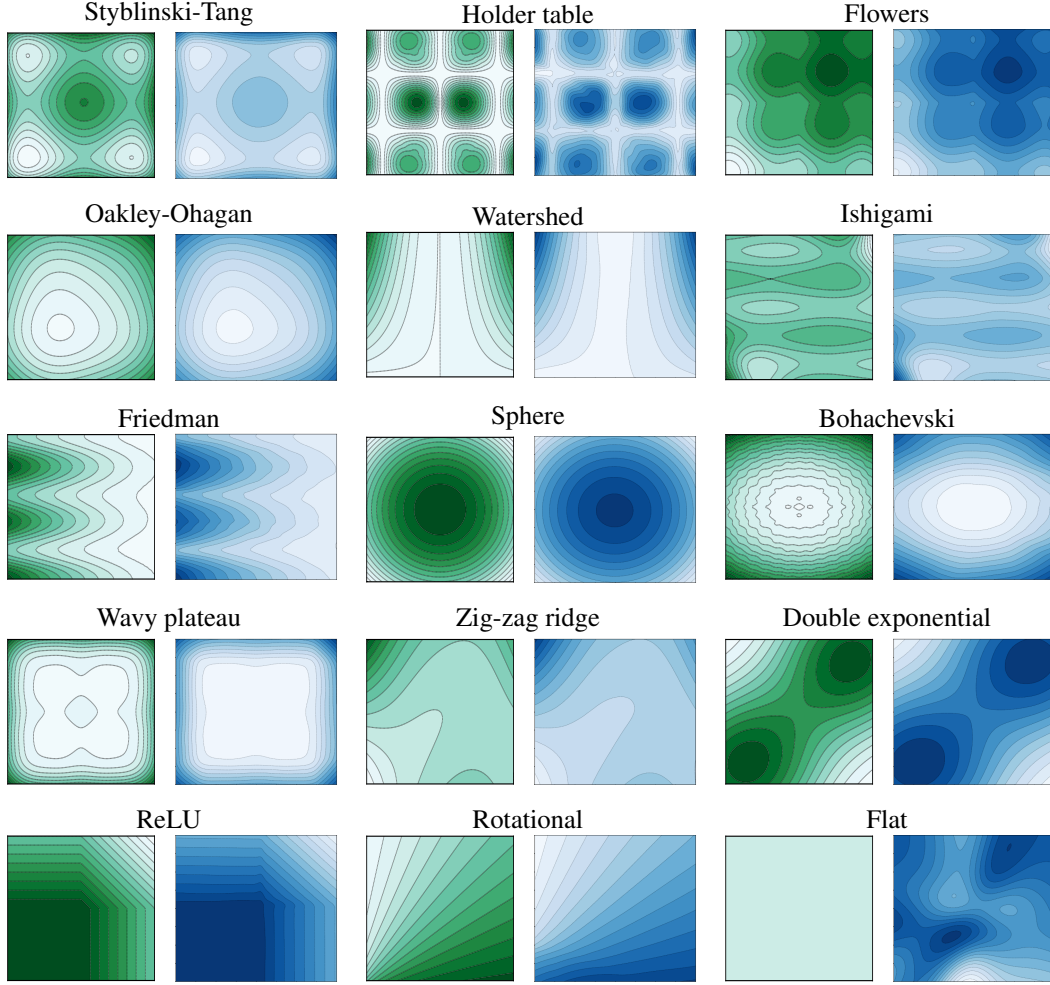 Styblinski-Tang
Holder table
Flowers
Oakley-Ohagan
Watershed
Ishigami
Friedman
Sphere
Bohachevski
Wavy plateau
Zig-zag ridge
Double exponential
ReLU
Rotational
Flat